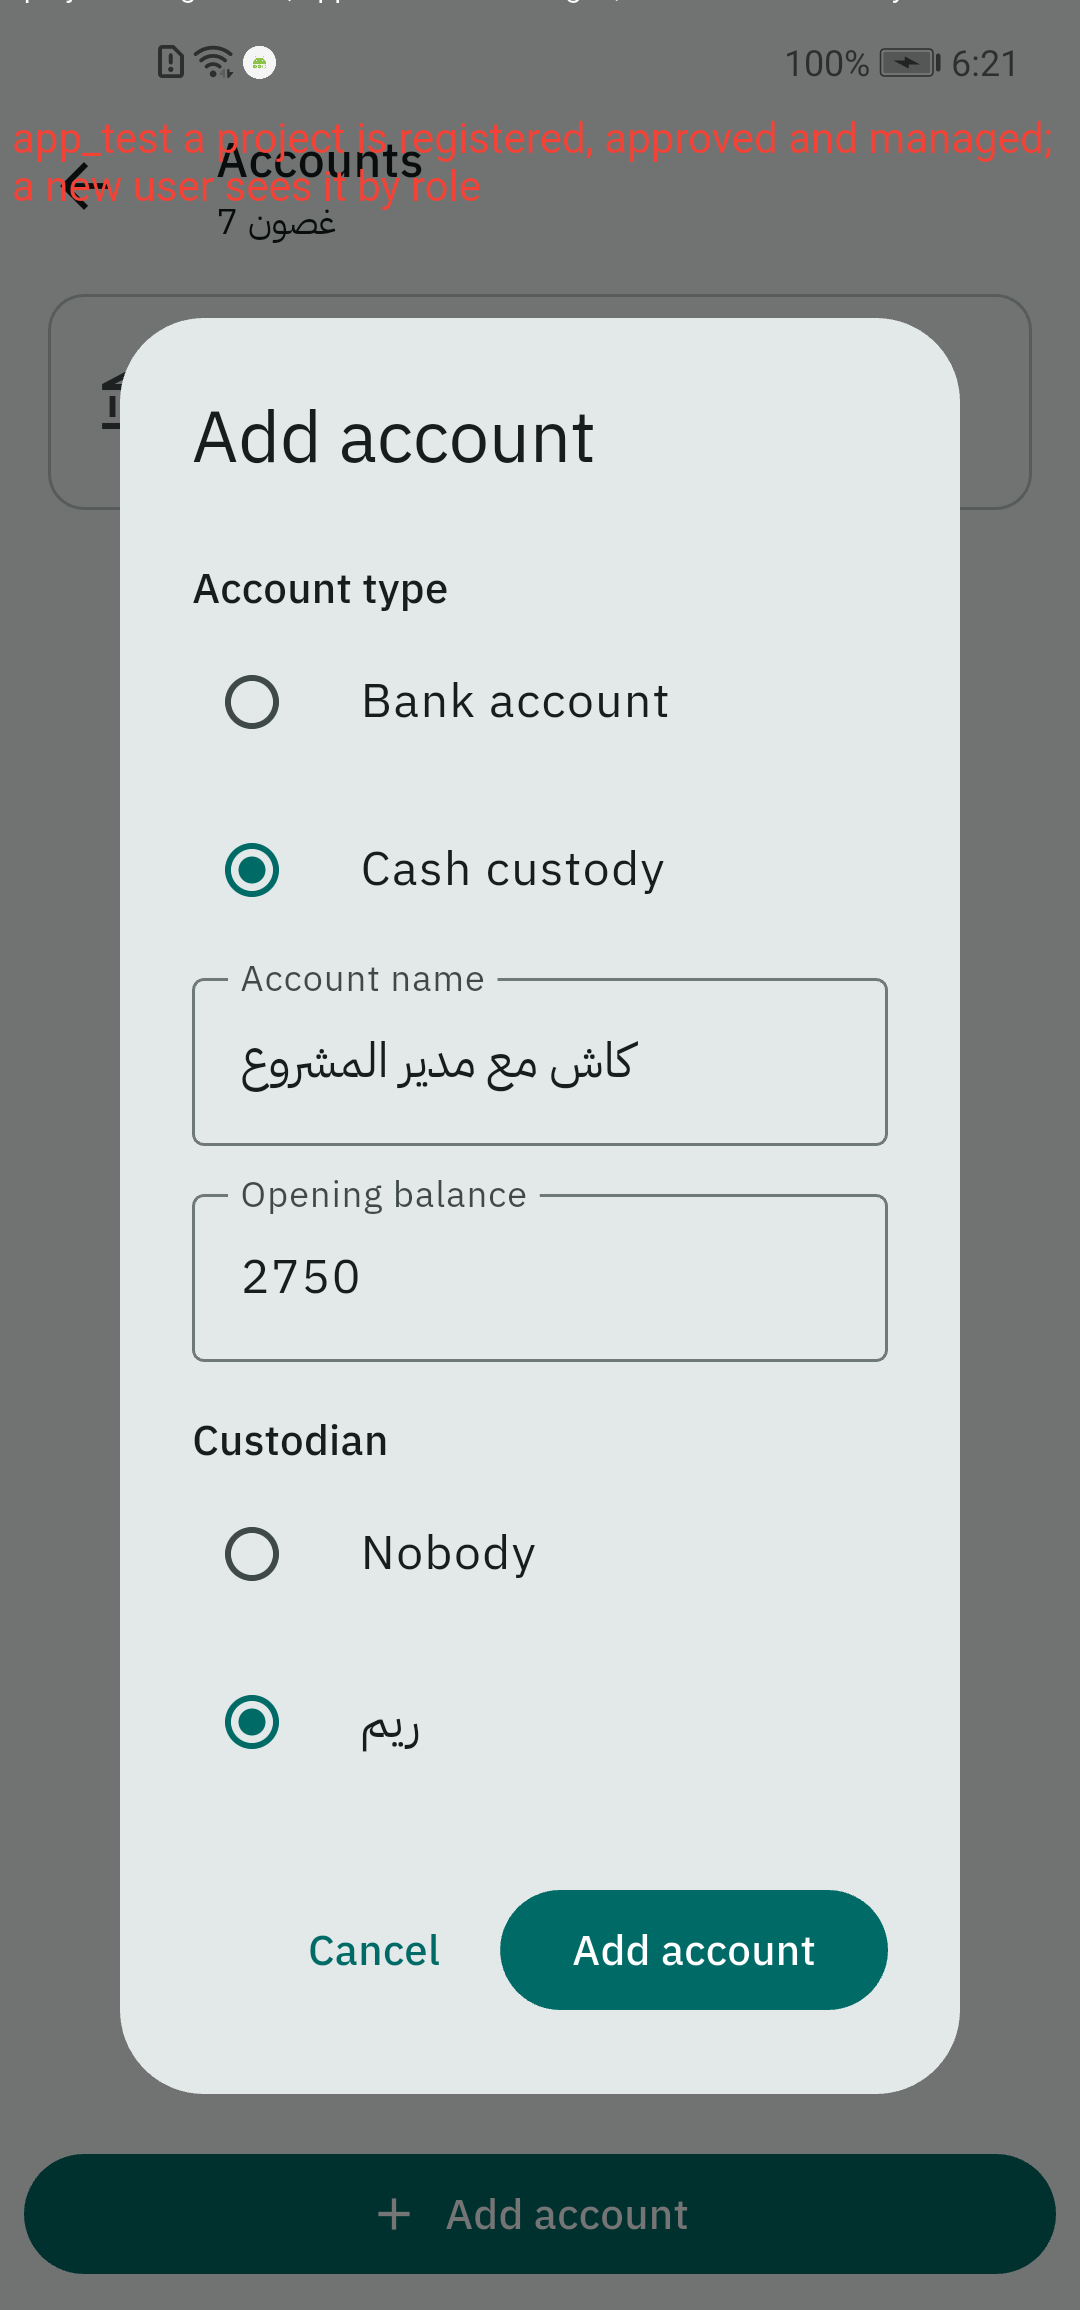 100% 6:21
app_test a project is registered, approved and managed;
a new user sees it by role
Accounts
غصون 7
Add account
Account type
Bank account
Cash custody
Account name
كاش مع مدير المشروع
Opening balance
2750
Custodian
Nobody
ريم
Cancel
Add account
+ Add account